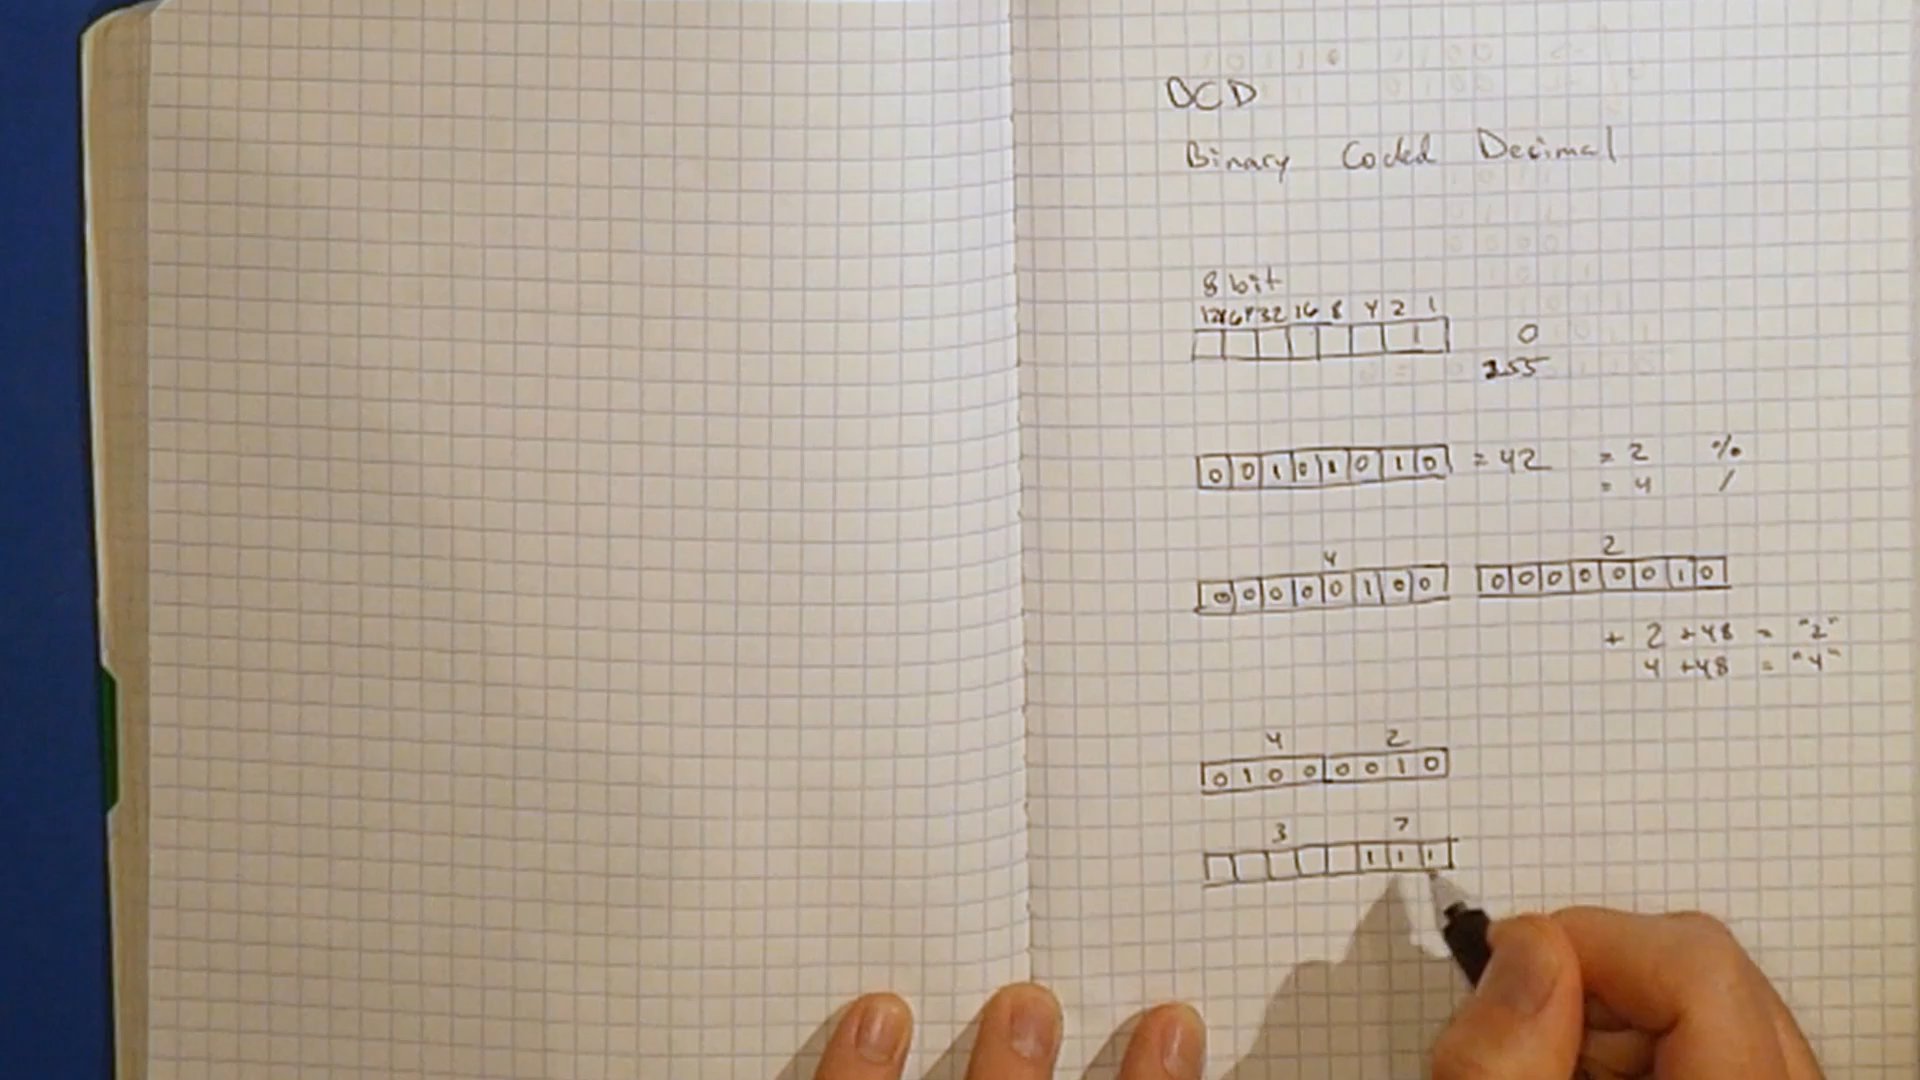 BCD
Binary Coded Decimal
8 bit
128 64 32 16 8 4 2 1
1 0
255
0 0 1 0 1 0 1 0 = 42 = 2 %
= 4 /
4 2
0 0 0 0 0 1 0 0 0 0 0 0 0 0 1 0
+ 2 +48 = "2"
4 +48 = "4"
4 2
0 1 0 0 0 0 1 0
3 7
1 1 1